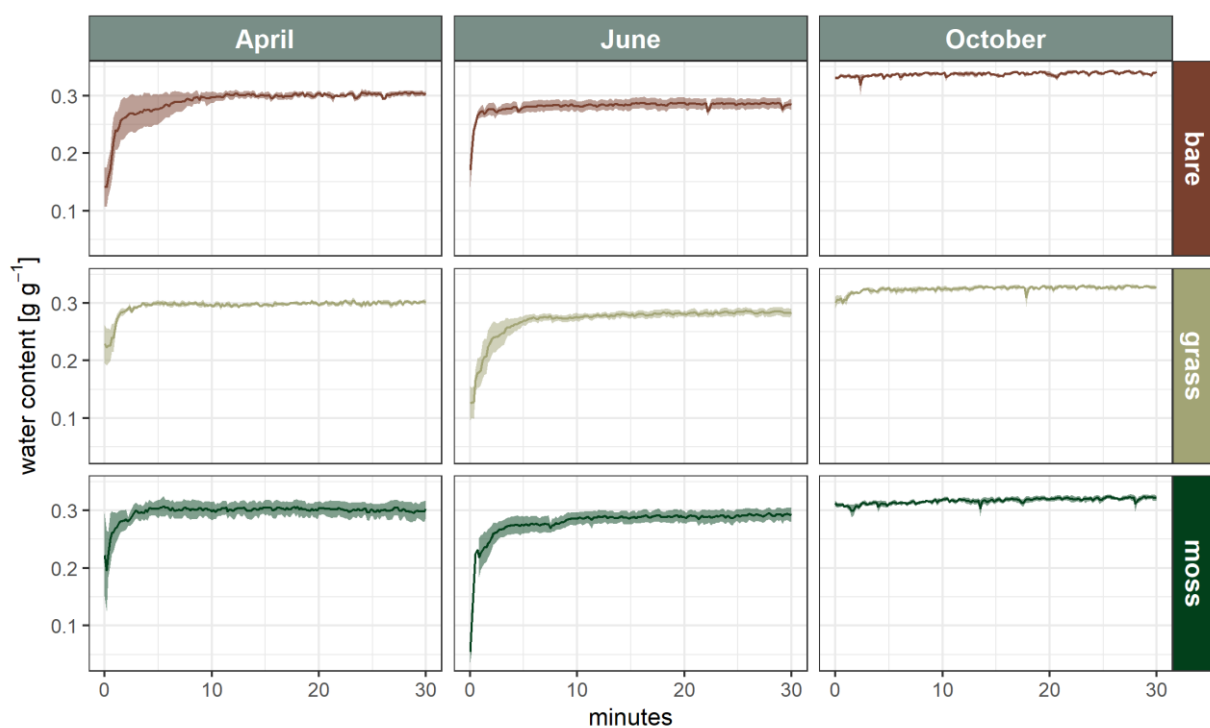 April June October
0.3
0.2
0.1
bare
0.3
0.2
0.1
grass
0.3
0.2
0.1
moss
water content [g g⁻¹]
0 10 20 30 0 10 20 30 0 10 20 30
minutes